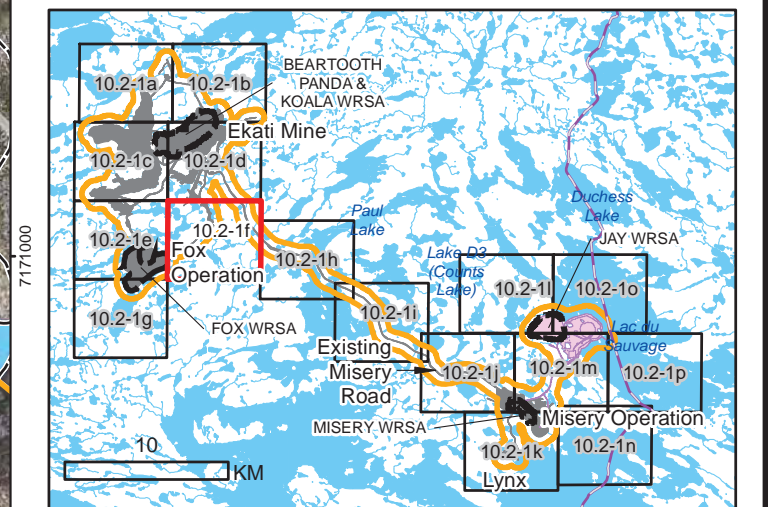 BEARTOOTH
PANDA &
KOALA WRSA
10.2-1a
10.2-1b
Ekati Mine
10.2-1c
10.2-1d
Duchess
Lake
Paul
Lake
10.2-1f
10.2-1e
JAY WRSA
Fox
Operation
7171000
Lake D3
(Counts
Lake)
10.2-1h
10.2-1l
10.2-1o
10.2-1g
10.2-1i
FOX WRSA
Lac du
Sauvage
Existing
Misery
Road
10.2-1j
10.2-1m
10.2-1p
MISERY WRSA
Misery Operation
10
KM
10.2-1k
10.2-1n
Lynx